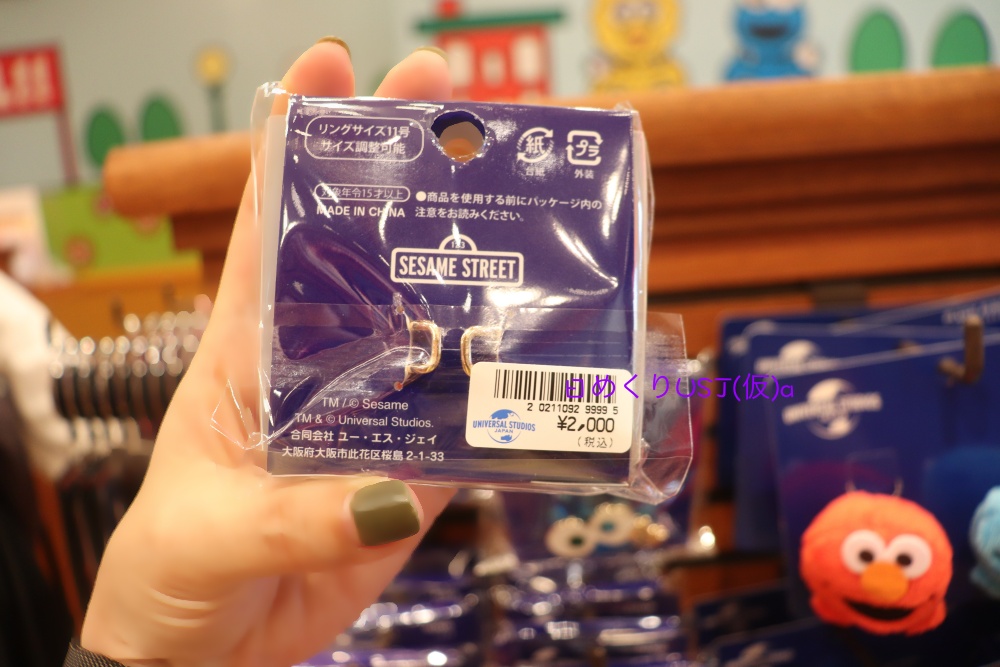 リングサイズ11号
サイズ調整可能
紙
台紙
プラ
外装
対象年令15才以上
MADE IN CHINA
●商品を使用する前にパッケージ内の
注意をお読みください。
123
SESAME STREET
日めくりUSJ(仮)a
2 0211092 9999 5
¥2,000
(税込)
UNIVERSAL STUDIOS
JAPAN
TM / © Sesame
TM & © Universal Studios.
合同会社 ユー・エス・ジェイ
大阪府大阪市此花区桜島 2-1-33
UNIVERSAL STUDIOS